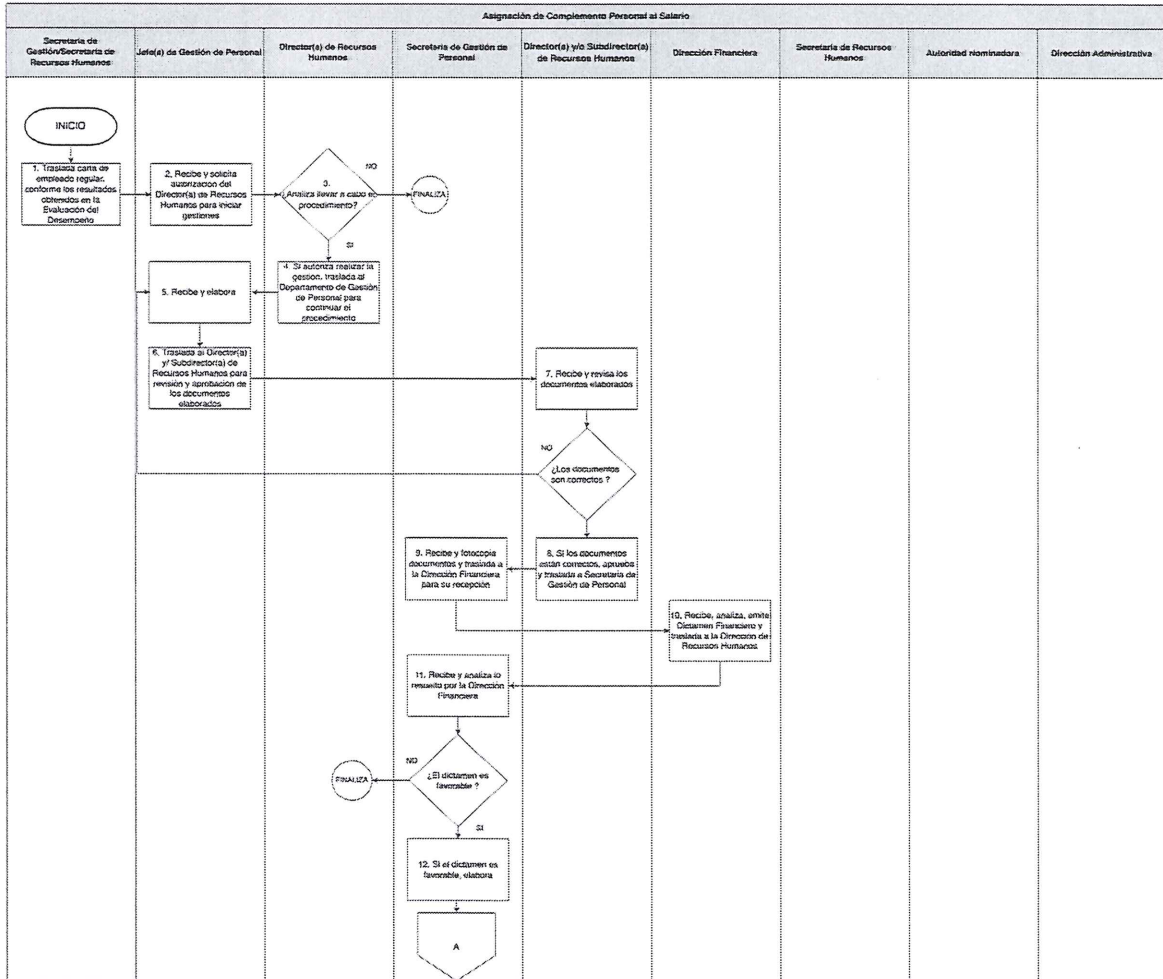 Asignación de Complemento Personal al Salario
Secretaria de
Gestión/Secretaria de
Recursos Humanos
Jefe(a) de Gestión de Personal
Director(a) de Recursos
Humanos
Secretaria de Gestión de
Personal
Director(a) y/o Subdirector(a)
de Recursos Humanos
Dirección Financiera
Secretaria de Recursos
Humanos
Autoridad Nominadora
Dirección Administrativa
INICIO
1. Traslada carta de
empleado regular,
conforme los resultados
obtenidos en la
Evaluación del
Desempeño
2. Recibe y solicita
autorización del
Director(a) de Recursos
Humanos para iniciar
gestiones
NO
3.
¿Analiza llevar a cabo el
procedimiento?
FINALIZA
SI
4. Si autoriza realizar la
gestión, traslada al
Departamento de Gestión
de Personal para
continuar el
procedimiento
5. Recibe y elabora
6. Traslada al Director(a)
y/ Subdirector(a) de
Recursos Humanos para
revisión y aprobación de
los documentos
elaborados
7. Recibe y revisa los
documentos elaborados
NO
¿Los documentos
son correctos ?
8. Si los documentos
están correctos, aprueba
y traslada a Secretaria de
Gestión de Personal
9. Recibe y fotocopia
documentos y traslada a
la Dirección Financiera
para su recepción
10. Recibe, analiza, emite
Dictamen Financiero y
traslada a la Dirección de
Recursos Humanos
11. Recibe y analiza lo
resuelto por la Dirección
Financiera
NO
¿El dictamen es
favorable ?
FINALIZA
SI
12. Si el dictamen es
favorable, elabora
A